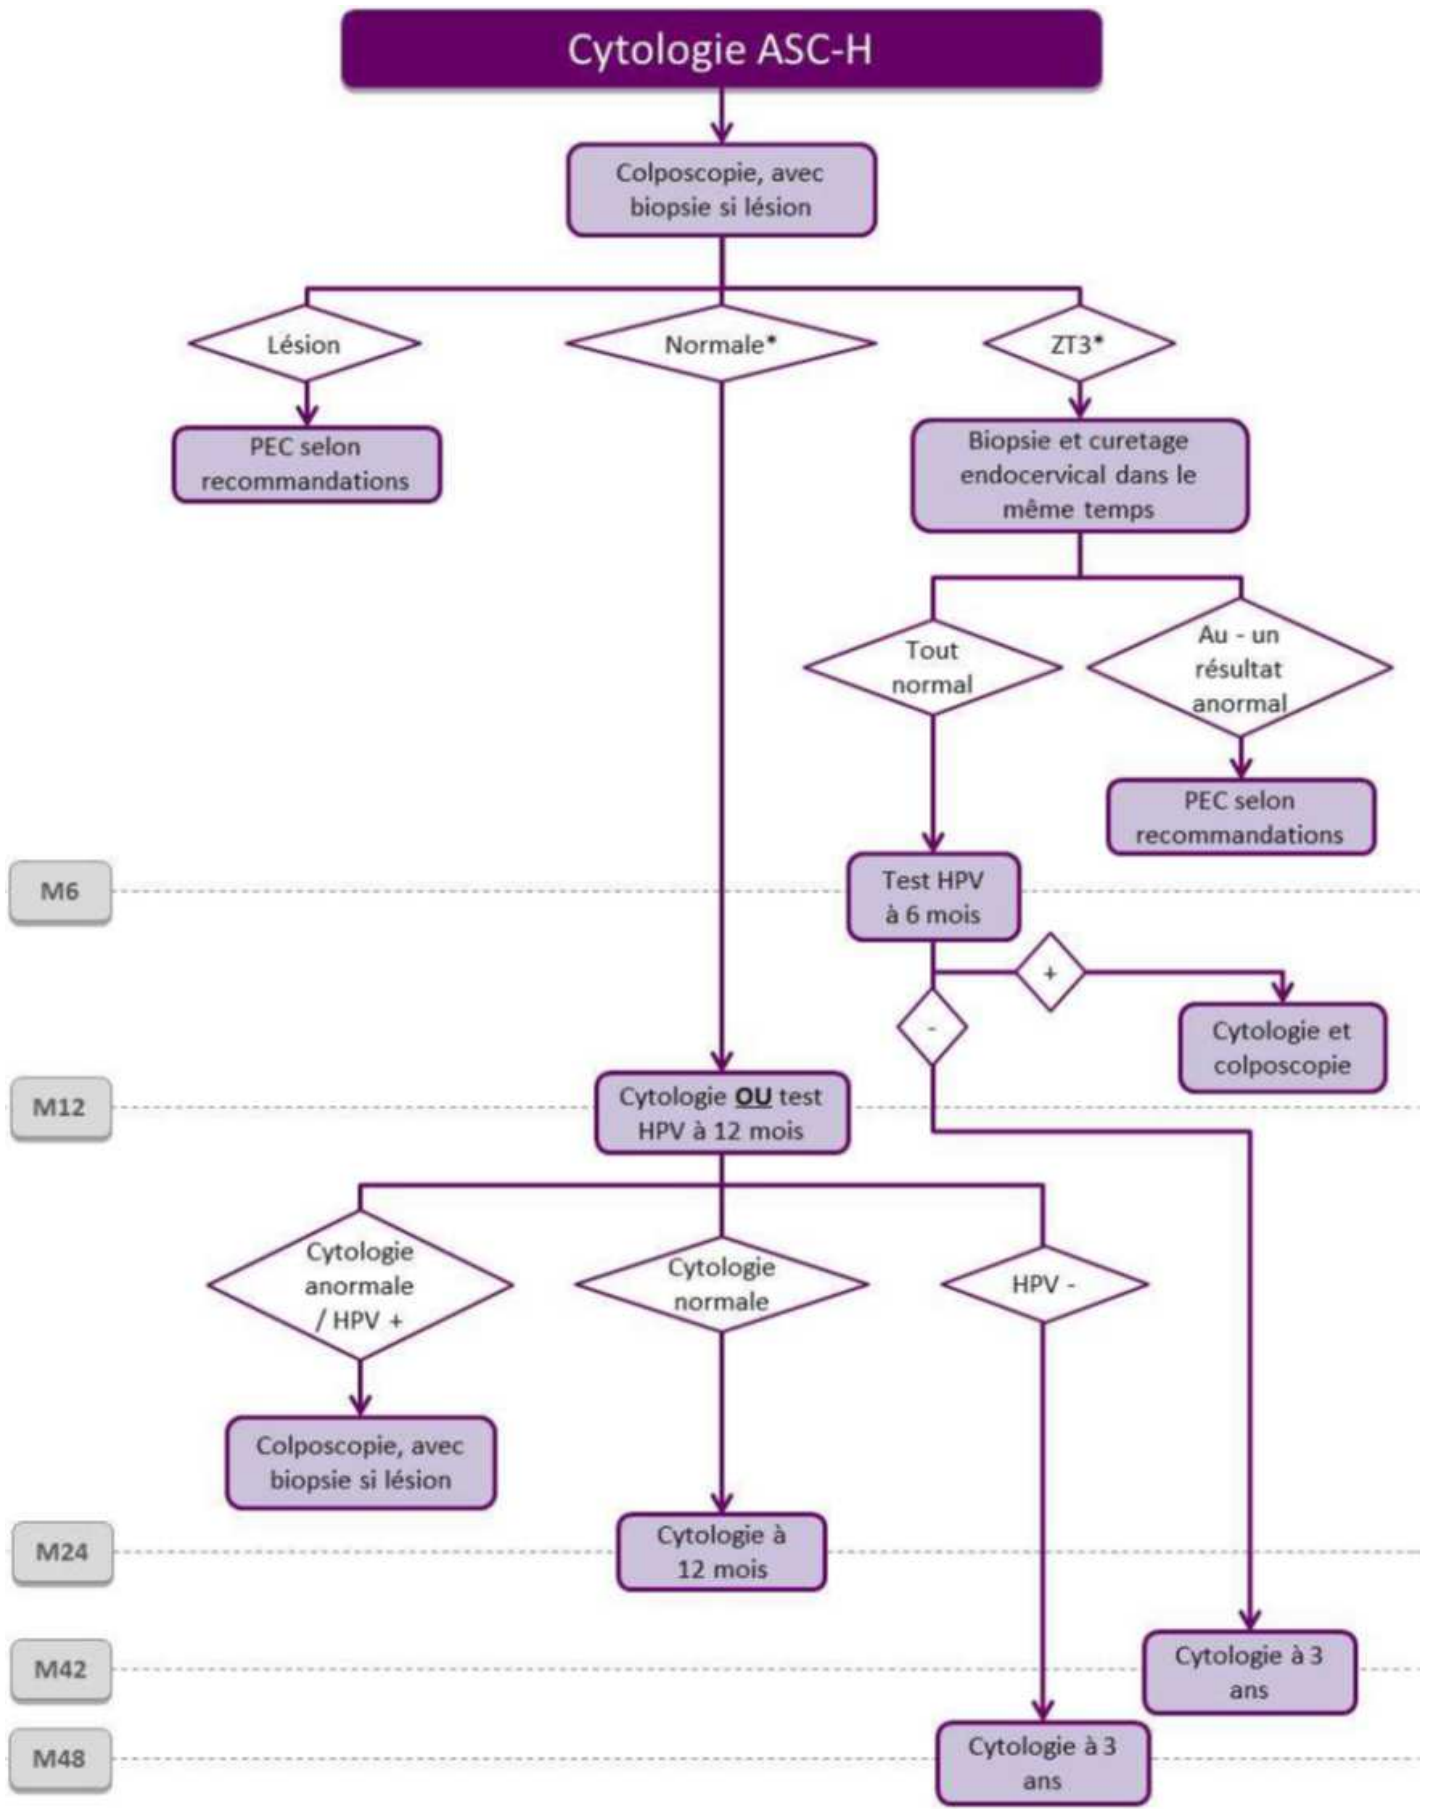 Cytologie ASC-H
Colposcopie, avec
biopsie si lésion
Lésion
Normale*
ZT3*
PEC selon
recommandations
Biopsie et curetage
endocervical dans le
même temps
Tout
normal
Au - un
résultat
anormal
PEC selon
recommandations
M6
Test HPV
à 6 mois
+
-
Cytologie et
colposcopie
M12
Cytologie OU test
HPV à 12 mois
Cytologie
anormale
/ HPV +
Cytologie
normale
HPV -
Colposcopie, avec
biopsie si lésion
M24
Cytologie à
12 mois
M42
Cytologie à 3
ans
M48
Cytologie à 3
ans